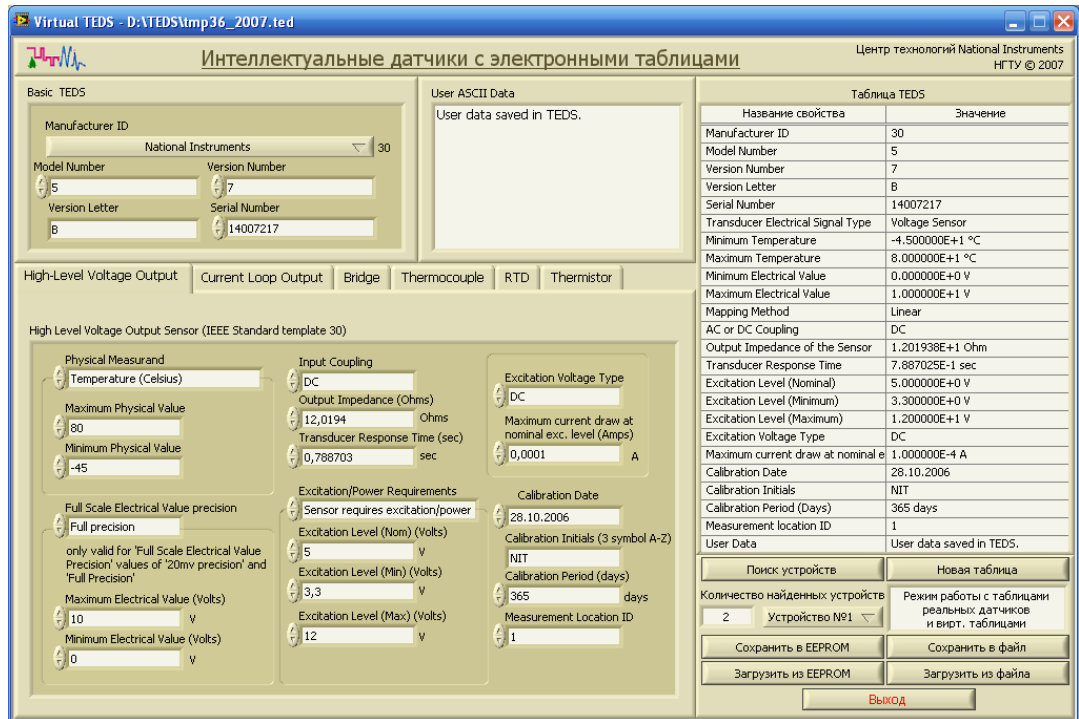 Virtual TEDS - D:\TEDS\tmp36_2007.ted
Интеллектуальные датчики с электронными таблицами
Центр технологий National Instruments
НГТУ © 2007
Basic TEDS
Manufacturer ID
National Instruments 30
Model Number Version Number
5 7
Version Letter Serial Number
B 14007217
User ASCII Data
User data saved in TEDS.
High-Level Voltage Output Current Loop Output Bridge Thermocouple RTD Thermistor
High Level Voltage Output Sensor (IEEE Standard template 30)
Physical Measurand
Temperature (Celsius)
Maximum Physical Value
80
Minimum Physical Value
-45
Full Scale Electrical Value precision
Full precision
only valid for 'Full Scale Electrical Value
Precision' values of '20mv precision' and
'Full Precision'
Maximum Electrical Value (Volts)
10 V
Minimum Electrical Value (Volts)
0 V
Input Coupling
DC
Output Impedance (Ohms)
12,0194 Ohms
Transducer Response Time (sec)
0,788703 sec
Excitation/Power Requirements
Sensor requires excitation/power
Excitation Level (Nom) (Volts)
5 V
Excitation Level (Min) (Volts)
3,3 V
Excitation Level (Max) (Volts)
12 V
Excitation Voltage Type
DC
Maximum current draw at
nominal exc. level (Amps)
0,0001 A
Calibration Date
28.10.2006
Calibration Initials (3 symbol A-Z)
NIT
Calibration Period (days)
365 days
Measurement Location ID
1
Таблица TEDS
Название свойства Значение
Manufacturer ID 30
Model Number 5
Version Number 7
Version Letter B
Serial Number 14007217
Transducer Electrical Signal Type Voltage Sensor
Minimum Temperature -4.500000E+1 °C
Maximum Temperature 8.000000E+1 °C
Minimum Electrical Value 0.000000E+0 V
Maximum Electrical Value 1.000000E+1 V
Mapping Method Linear
AC or DC Coupling DC
Output Impedance of the Sensor 1.201938E+1 Ohm
Transducer Response Time 7.887025E-1 sec
Excitation Level (Nominal) 5.000000E+0 V
Excitation Level (Minimum) 3.300000E+0 V
Excitation Level (Maximum) 1.200000E+1 V
Excitation Voltage Type DC
Maximum current draw at nominal e 1.000000E-4 A
Calibration Date 28.10.2006
Calibration Initials NIT
Calibration Period (Days) 365 days
Measurement location ID 1
User Data User data saved in TEDS.
Поиск устройств Новая таблица
Количество найденных устройств
2 Устройство №1
Режим работы с таблицами
реальных датчиков
и вирт. таблицами
Сохранить в EEPROM Сохранить в файл
Загрузить из EEPROM Загрузить из файла
Выход